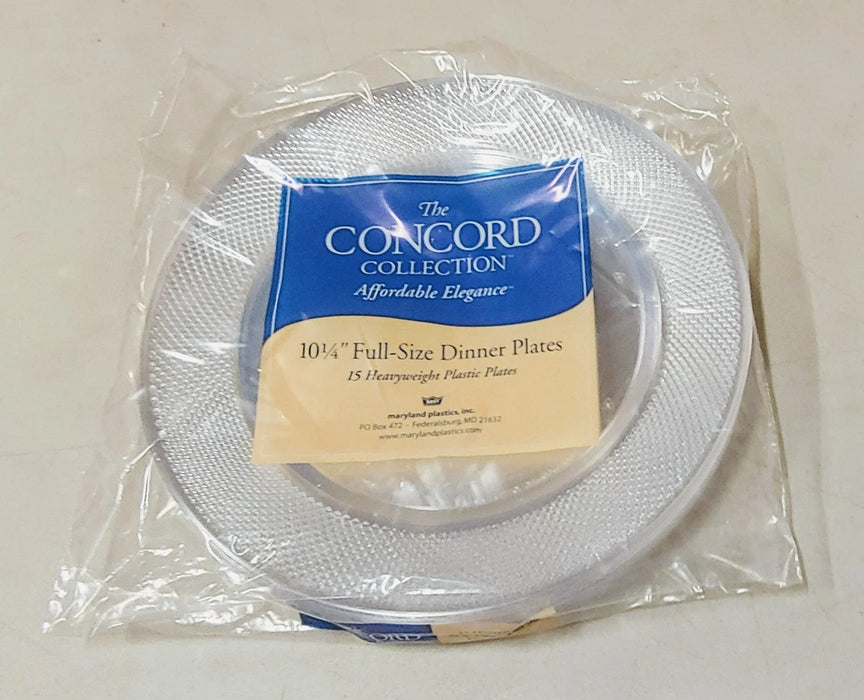 The
CONCORD
COLLECTION™
Affordable Elegance™
10¼" Full-Size Dinner Plates
15 Heavyweight Plastic Plates
maryland plastics, inc.
PO Box 472 - Federalsburg, MD 21632
www.marylandplastics.com
ORD